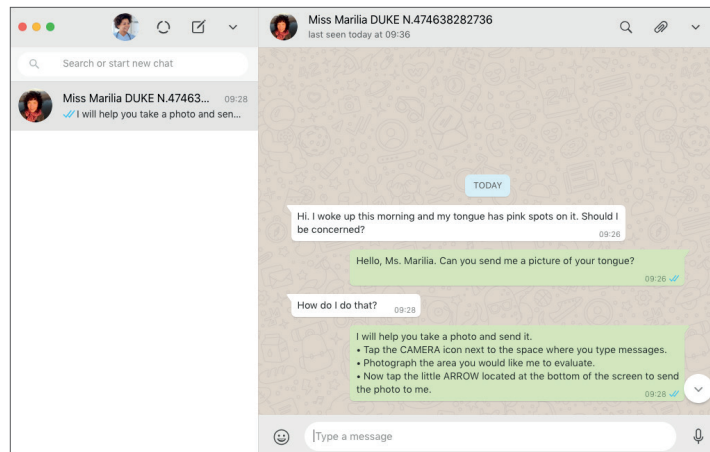 Miss Marilia DUKE N.474638282736
last seen today at 09:36
Search or start new chat
Miss Marilia DUKE N.47463... 09:28
I will help you take a photo and sen...
TODAY
Hi. I woke up this morning and my tongue has pink spots on it. Should I
be concerned?
09:26
Hello, Ms. Marilia. Can you send me a picture of your tongue?
09:26
How do I do that? 09:28
I will help you take a photo and send it.
• Tap the CAMERA icon next to the space where you type messages.
• Photograph the area you would like me to evaluate.
• Now tap the little ARROW located at the bottom of the screen to send
the photo to me.
09:28
Type a message